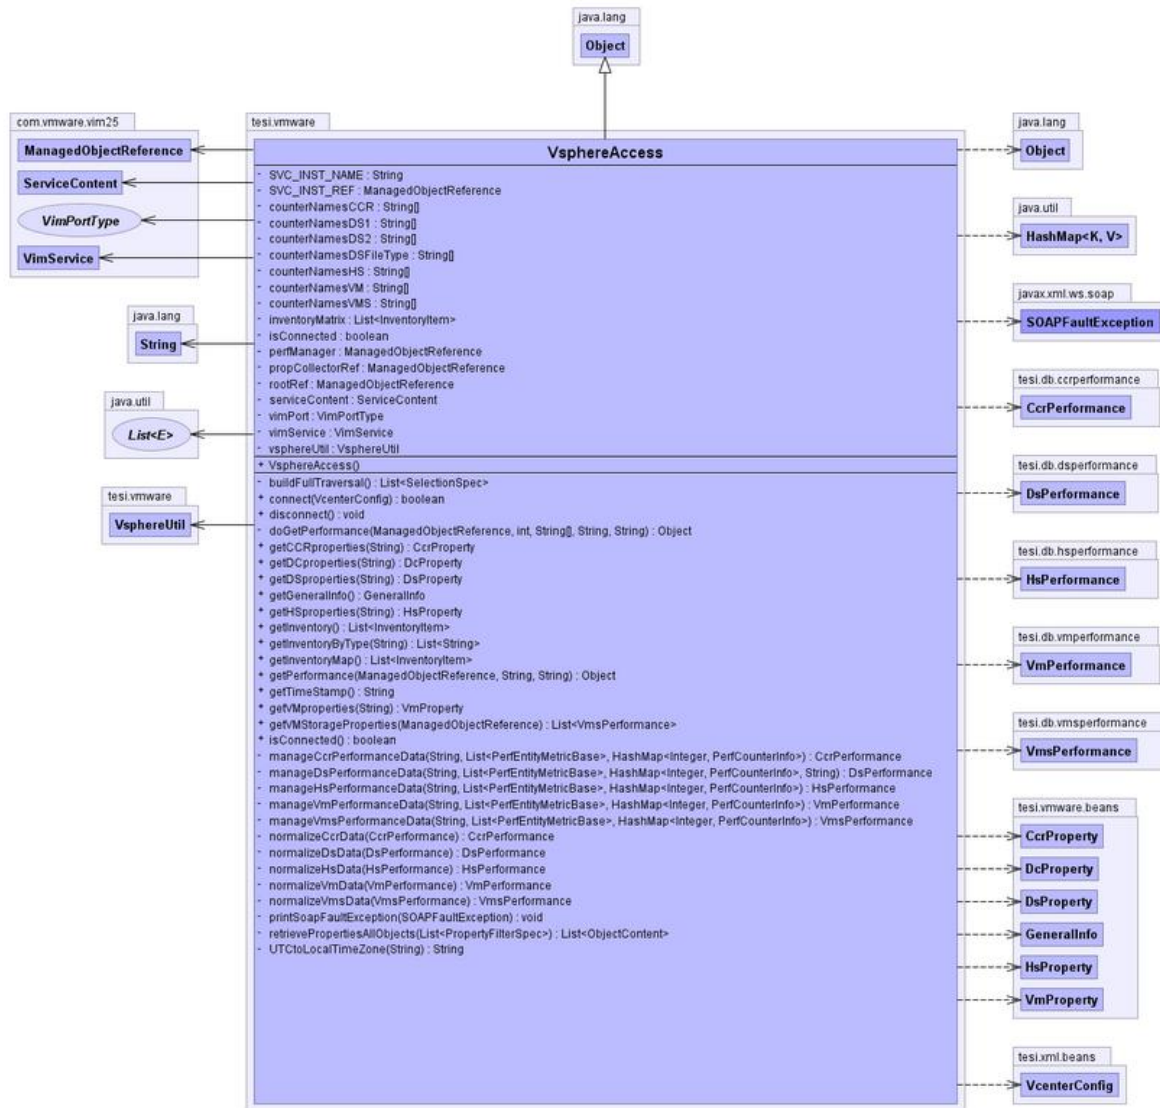 java.lang
Object
com.vmware.vim25
ManagedObjectReference
ServiceContent
VimPortType
VimService
java.lang
String
java.util
List<E>
tesi.vmware
VsphereUtil
tesi.vmware
VsphereAccess
- SVC_INST_NAME : String
- SVC_INST_REF : ManagedObjectReference
- counterNamesCCR : String[]
- counterNamesDS1 : String[]
- counterNamesDS2 : String[]
- counterNamesDSFileType : String[]
- counterNamesHS : String[]
- counterNamesVM : String[]
- counterNamesVMS : String[]
- inventoryMatrix : List<InventoryItem>
- isConnected : boolean
- perfManager : ManagedObjectReference
- propCollectorRef : ManagedObjectReference
- rootRef : ManagedObjectReference
- serviceContent : ServiceContent
- vimPort : VimPortType
- vimService : VimService
- vsphereUtil : VsphereUtil
+ VsphereAccess()
- buildFullTraversal() : List<SelectionSpec>
+ connect(VcenterConfig) : boolean
+ disconnect() : void
- doGetPerformance(ManagedObjectReference, int, String[], String, String) : Object
+ getCCRproperties(String) : CcrProperty
+ getDCproperties(String) : DcProperty
+ getDSproperties(String) : DsProperty
+ getGeneralInfo() : GeneralInfo
+ getHSproperties(String) : HsProperty
+ getInventory() : List<InventoryItem>
+ getInventoryByType(String) : List<String>
+ getInventoryMap() : List<InventoryItem>
+ getPerformance(ManagedObjectReference, String, String) : Object
+ getTimeStamp() : String
+ getVMproperties(String) : VmProperty
+ getVMStorageProperties(ManagedObjectReference) : List<VmsPerformance>
+ isConnected() : boolean
- manageCcrPerformanceData(String, List<PerfEntityMetricBase>, HashMap<Integer, PerfCounterInfo>) : CcrPerformance
- manageDsPerformanceData(String, List<PerfEntityMetricBase>, HashMap<Integer, PerfCounterInfo>, String) : DsPerformance
- manageHsPerformanceData(String, List<PerfEntityMetricBase>, HashMap<Integer, PerfCounterInfo>) : HsPerformance
- manageVmPerformanceData(String, List<PerfEntityMetricBase>, HashMap<Integer, PerfCounterInfo>) : VmPerformance
- manageVmsPerformanceData(String, List<PerfEntityMetricBase>, HashMap<Integer, PerfCounterInfo>) : VmsPerformance
- normalizeCcrData(CcrPerformance) : CcrPerformance
- normalizeDsData(DsPerformance) : DsPerformance
- normalizeHsData(HsPerformance) : HsPerformance
- normalizeVmData(VmPerformance) : VmPerformance
- normalizeVmsData(VmsPerformance) : VmsPerformance
- printSoapFaultException(SOAPFaultException) : void
- retrievePropertiesAllObjects(List<PropertyFilterSpec>) : List<ObjectContent>
- UTCtoLocalTimeZone(String) : String
java.lang
Object
java.util
HashMap<K, V>
javax.xml.ws.soap
SOAPFaultException
tesi.db.ccrperformance
CcrPerformance
tesi.db.dsperformance
DsPerformance
tesi.db.hsperformance
HsPerformance
tesi.db.vmperformance
VmPerformance
tesi.db.vmsperformance
VmsPerformance
tesi.vmware.beans
CcrProperty
DcProperty
DsProperty
GeneralInfo
HsProperty
VmProperty
tesi.xml.beans
VcenterConfig